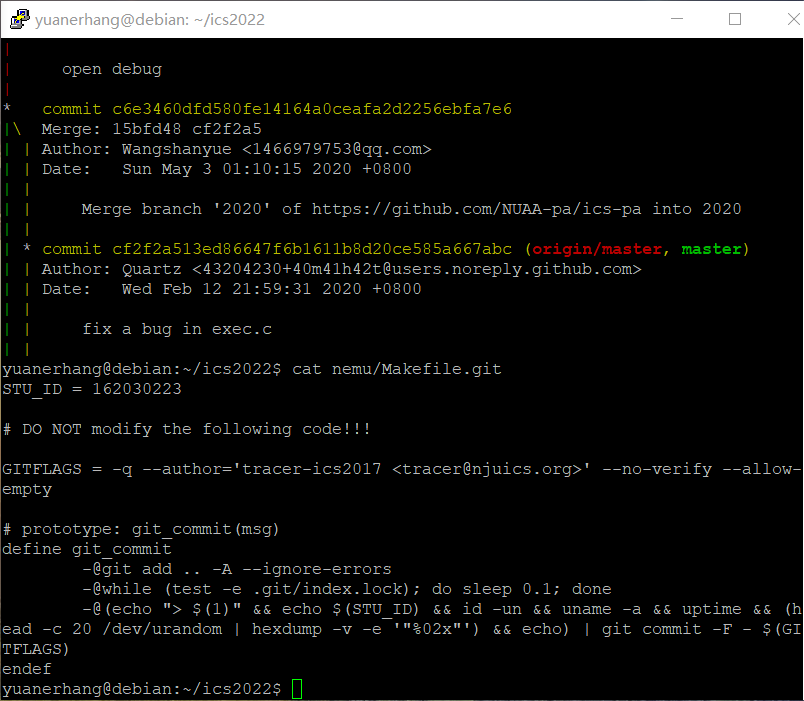 yuanerhang@debian: ~/ics2022
|
|     open debug
|
*   commit c6e3460dfd580fe14164a0ceafa2d2256ebfa7e6
|\  Merge: 15bfd48 cf2f2a5
| | Author: Wangshanyue <1466979753@qq.com>
| | Date:   Sun May 3 01:10:15 2020 +0800
| |
| |     Merge branch '2020' of https://github.com/NUAA-pa/ics-pa into 2020
| |
| * commit cf2f2a513ed86647f6b1611b8d20ce585a667abc (origin/master, master)
| | Author: Quartz <43204230+40m41h42t@users.noreply.github.com>
| | Date:   Wed Feb 12 21:59:31 2020 +0800
| |
| |     fix a bug in exec.c
| |
yuanerhang@debian:~/ics2022$ cat nemu/Makefile.git
STU_ID = 162030223

# DO NOT modify the following code!!!

GITFLAGS = -q --author='tracer-ics2017 <tracer@njuics.org>' --no-verify --allow-
empty

# prototype: git_commit(msg)
define git_commit
        -@git add .. -A --ignore-errors
        -@while (test -e .git/index.lock); do sleep 0.1; done
        -@(echo "> $(1)" && echo $(STU_ID) && id -un && uname -a && uptime && (h
ead -c 20 /dev/urandom | hexdump -v -e '"%02x"') && echo) | git commit -F - $(GI
TFLAGS)
endef
yuanerhang@debian:~/ics2022$